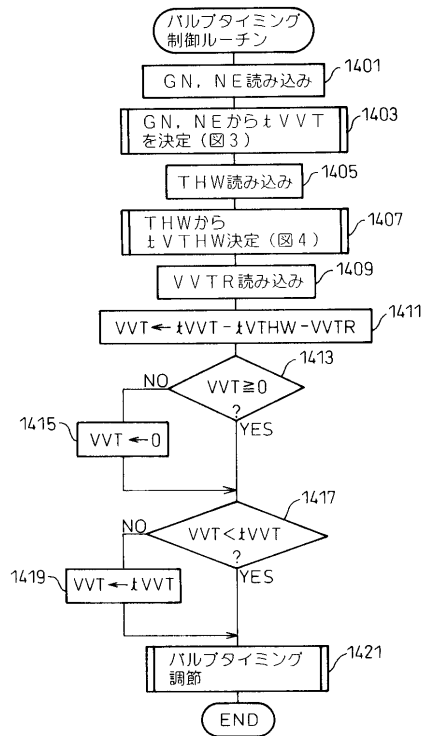 バルブタイミング
制御ルーチン
1401
GN, NE読み込み
1403
GN, NEからtVVT
を決定(図3)
1405
THW読み込み
1407
THWから
tVTHW決定(図4)
1409
VVTR読み込み
1411
VVT←tVVT-tVTHW-VVTR
1413
NO
VVT≧0
?
YES
1415
VVT←0
1417
NO
VVT<tVVT
?
YES
1419
VVT←tVVT
1421
バルブタイミング
調節
END